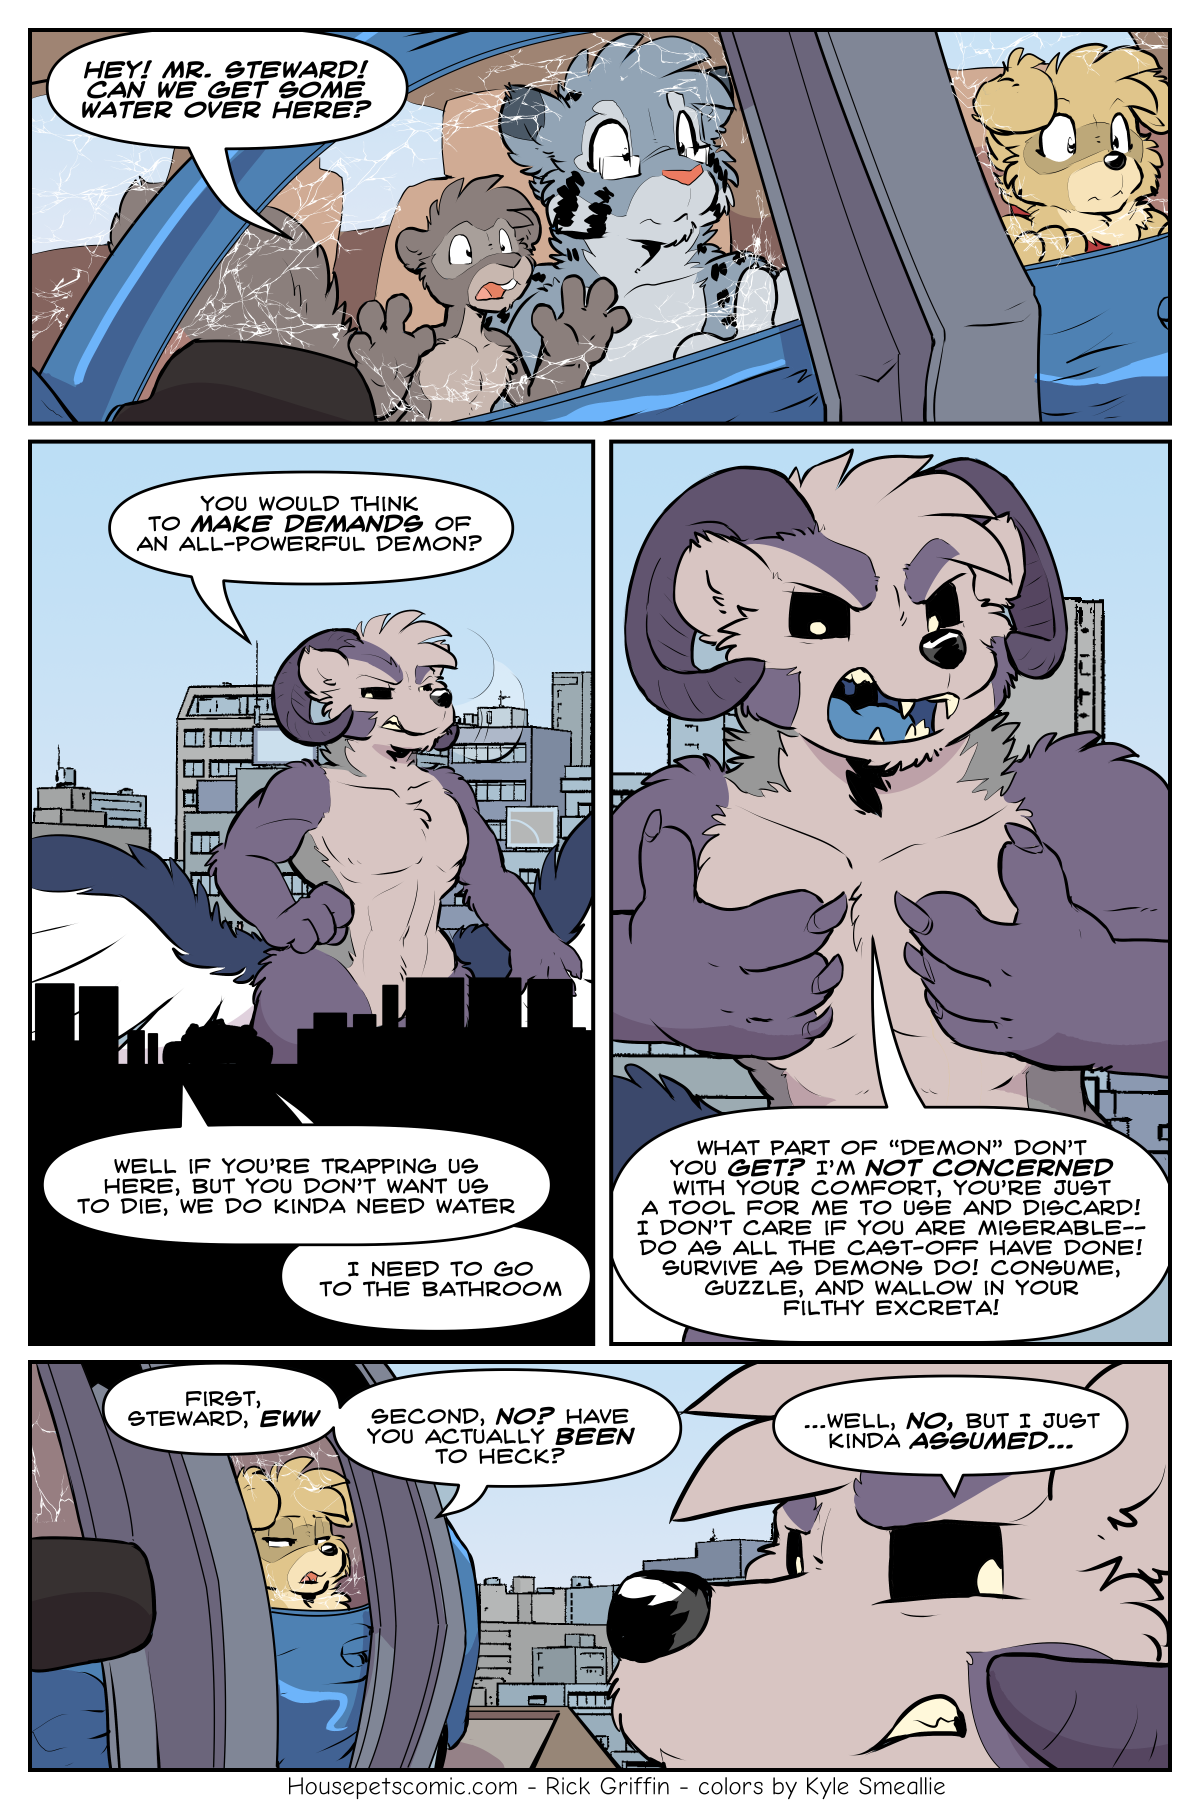 HEY! MR. STEWARD!
CAN WE GET SOME
WATER OVER HERE?
YOU WOULD THINK
TO MAKE DEMANDS OF
AN ALL-POWERFUL DEMON?
WELL IF YOU'RE TRAPPING US
HERE, BUT YOU DON'T WANT US
TO DIE, WE DO KINDA NEED WATER
I NEED TO GO
TO THE BATHROOM
WHAT PART OF "DEMON" DON'T
YOU GET? I'M NOT CONCERNED
WITH YOUR COMFORT, YOU'RE JUST
A TOOL FOR ME TO USE AND DISCARD!
I DON'T CARE IF YOU ARE MISERABLE--
DO AS ALL THE CAST-OFF HAVE DONE!
SURVIVE AS DEMONS DO! CONSUME,
GUZZLE, AND WALLOW IN YOUR
FILTHY EXCRETA!
FIRST,
STEWARD, EWW
SECOND, NO? HAVE
YOU ACTUALLY BEEN
TO HECK?
...WELL, NO, BUT I JUST
KINDA ASSUMED...
Housepetscomic.com - Rick Griffin - colors by Kyle Smeallie